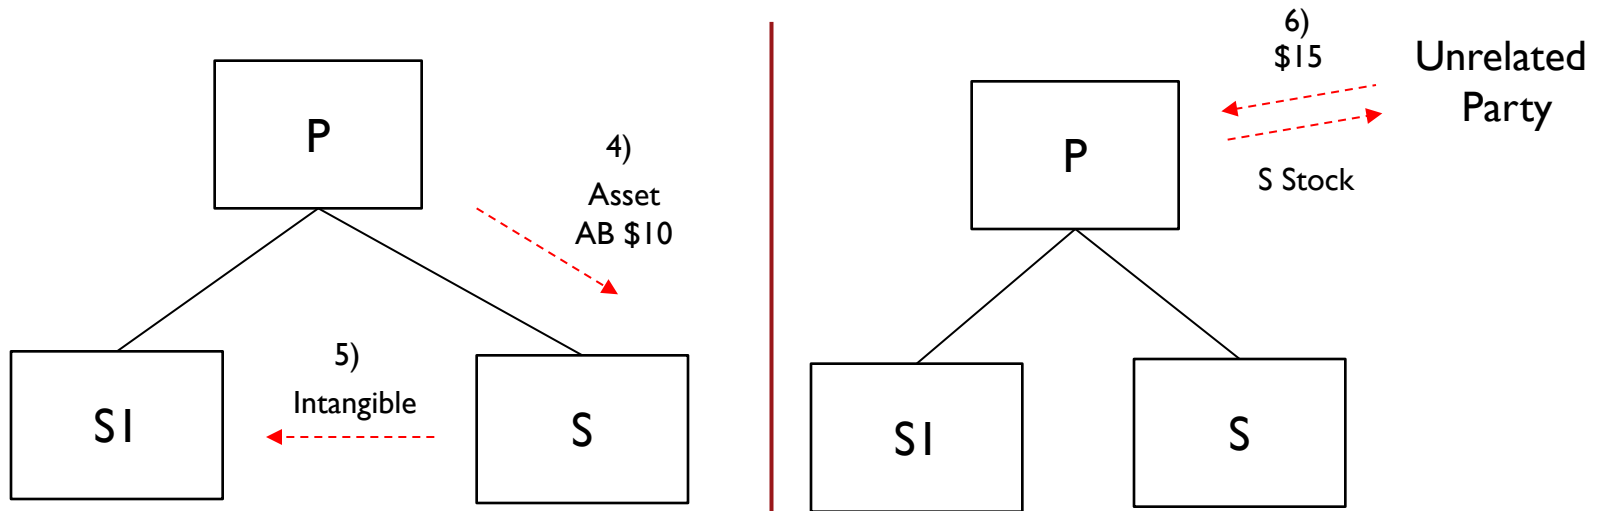 P
4)
Asset
AB $10
5)
Intangible
S1
S
6)
$15
Unrelated
Party
P
S Stock
S1
S